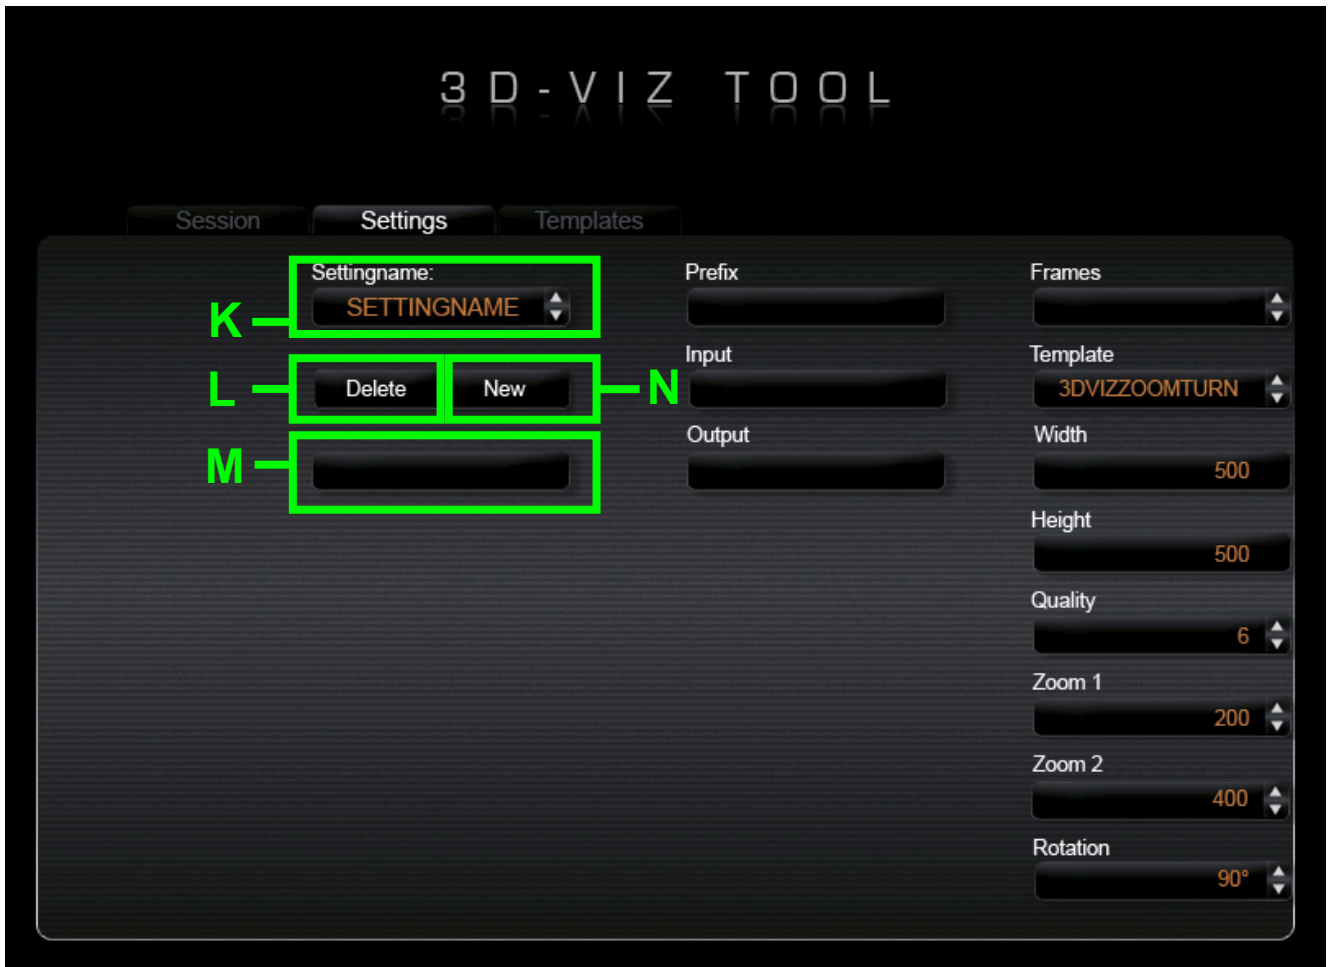 3D-VIZ TOOL
Session Settings Templates
Settingname: Prefix Frames
K SETTINGNAME
Input Template
L Delete New N 3DVIZZOOMTURN
Output Width
M 500
Height
500
Quality
6
Zoom 1
200
Zoom 2
400
Rotation
90°